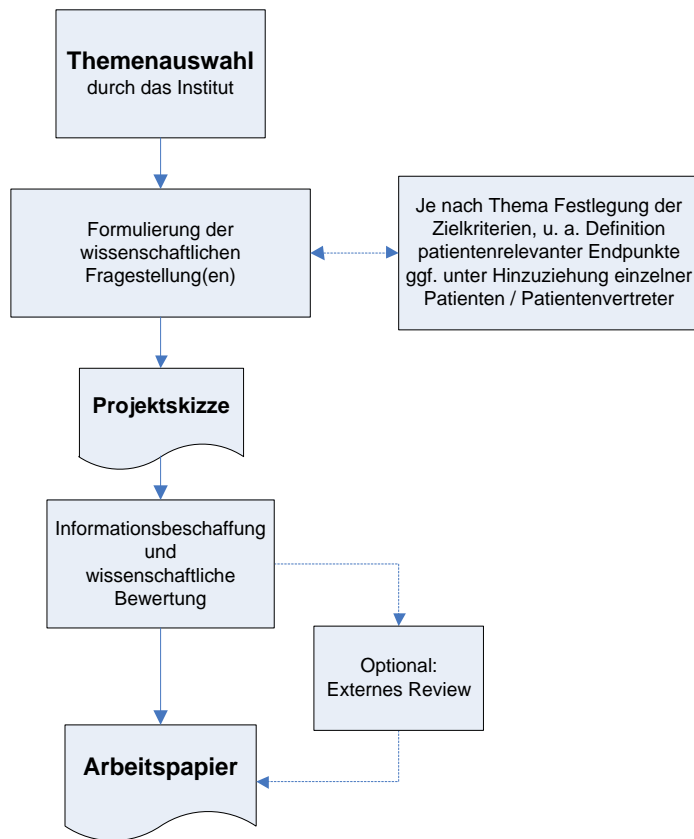 Themenauswahl
durch das Institut
Formulierung der
wissenschaftlichen
Fragestellung(en)
Je nach Thema Festlegung der
Zielkriterien, u. a. Definition
patientenrelevanter Endpunkte
ggf. unter Hinzuziehung einzelner
Patienten / Patientenvertreter
Projektskizze
Informationsbeschaffung
und
wissenschaftliche
Bewertung
Optional:
Externes Review
Arbeitspapier